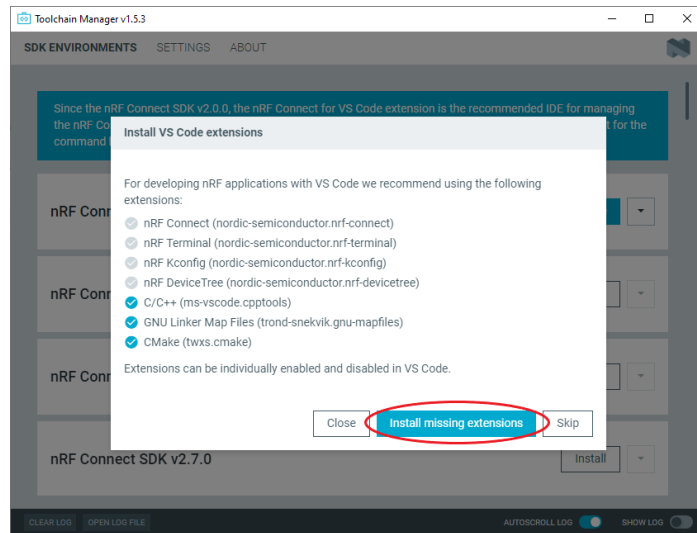 Toolchain Manager v1.5.3
SDK ENVIRONMENTS SETTINGS ABOUT
Since the nRF Connect SDK v2.0.0, the nRF Connect for VS Code extension is the recommended IDE for managing
the nRF Co
t for the
command l
Install VS Code extensions
For developing nRF applications with VS Code we recommend using the following
extensions:
nRF Connect (nordic-semiconductor.nrf-connect)
nRF Terminal (nordic-semiconductor.nrf-terminal)
nRF Kconfig (nordic-semiconductor.nrf-kconfig)
nRF DeviceTree (nordic-semiconductor.nrf-devicetree)
C/C++ (ms-vscode.cpptools)
GNU Linker Map Files (trond-snekvik.gnu-mapfiles)
CMake (twxs.cmake)
Extensions can be individually enabled and disabled in VS Code.
Close Install missing extensions Skip
nRF Conn
nRF Conn
nRF Conn
nRF Connect SDK v2.7.0 Install
CLEAR LOG OPEN LOG FILE AUTOSCROLL LOG SHOW LOG